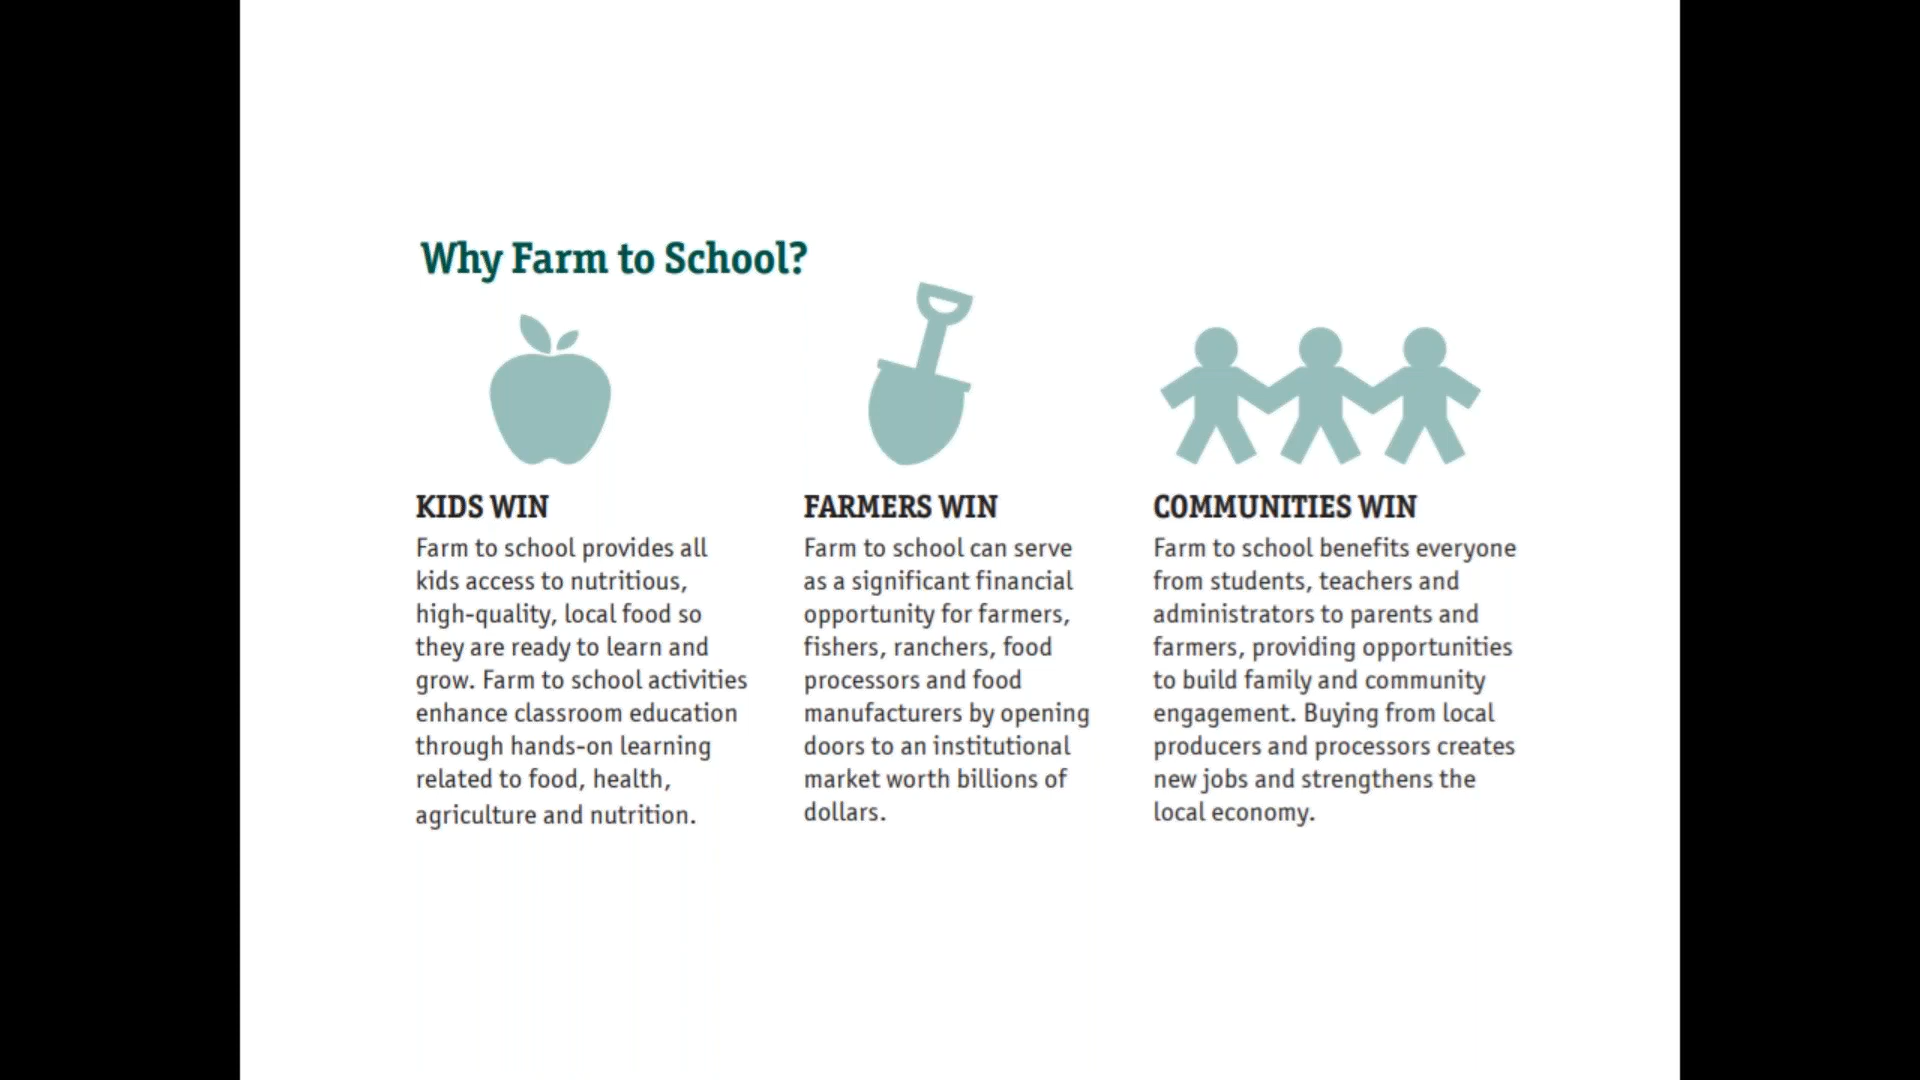 Why Farm to School?
KIDS WIN
Farm to school provides all
kids access to nutritious,
high-quality, local food so
they are ready to learn and
grow. Farm to school activities
enhance classroom education
through hands-on learning
related to food, health,
agriculture and nutrition.
FARMERS WIN
Farm to school can serve
as a significant financial
opportunity for farmers,
fishers, ranchers, food
processors and food
manufacturers by opening
doors to an institutional
market worth billions of
dollars.
COMMUNITIES WIN
Farm to school benefits everyone
from students, teachers and
administrators to parents and
farmers, providing opportunities
to build family and community
engagement. Buying from local
producers and processors creates
new jobs and strengthens the
local economy.